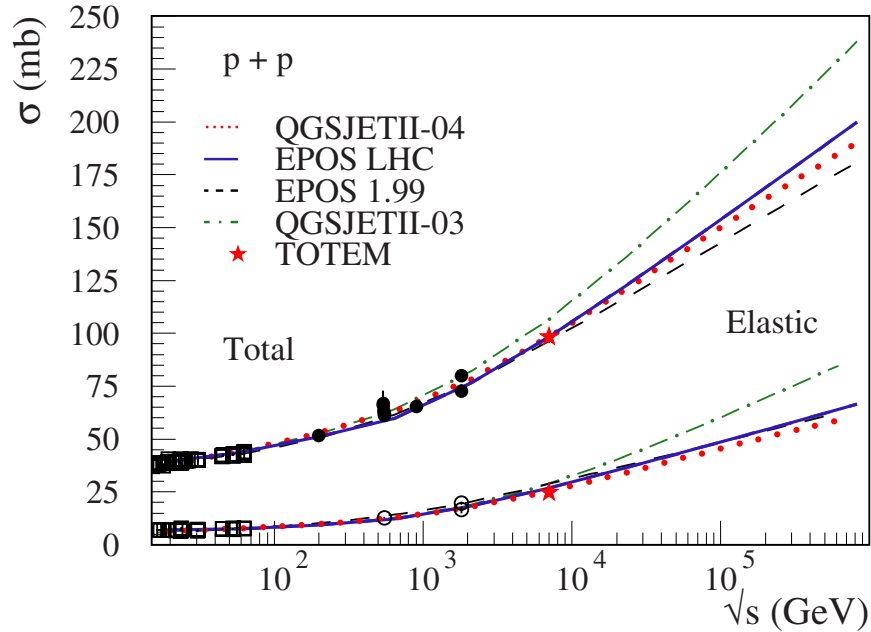 σ (mb)
250
225
200
175
150
125
100
75
50
25
0
p + p
QGSJETII-04
EPOS LHC
EPOS 1.99
QGSJETII-03
TOTEM
Total
Elastic
10² 10³ 10⁴ 10⁵
√s (GeV)